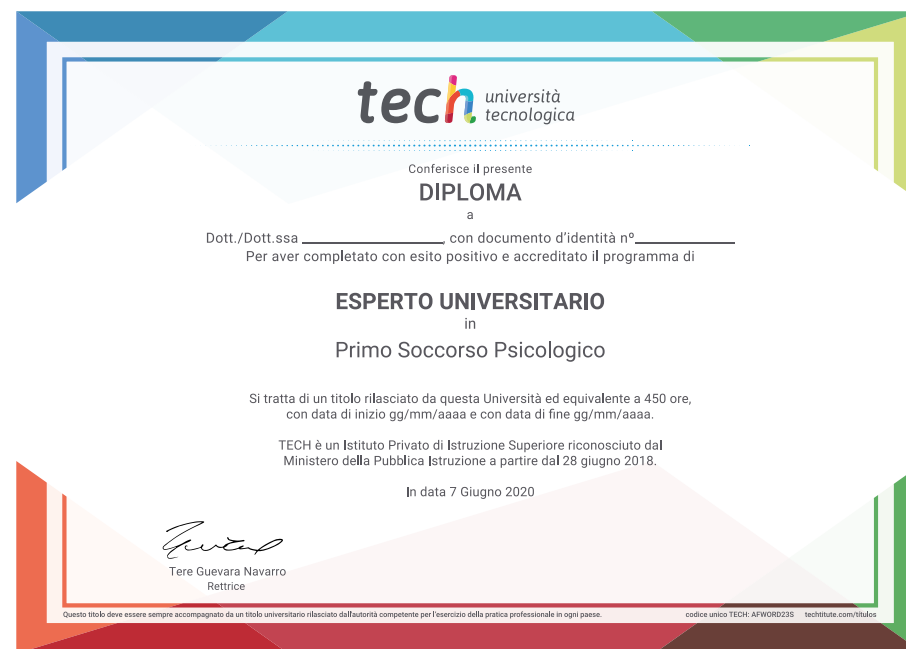 tech università
tecnologica
Conferisce il presente
DIPLOMA
a
Dott./Dott.ssa ________________, con documento d'identità nº____________
Per aver completato con esito positivo e accreditato il programma di
ESPERTO UNIVERSITARIO
in
Primo Soccorso Psicologico
Si tratta di un titolo rilasciato da questa Università ed equivalente a 450 ore,
con data di inizio gg/mm/aaaa e con data di fine gg/mm/aaaa.
TECH è un Istituto Privato di Istruzione Superiore riconosciuto dal
Ministero della Pubblica Istruzione a partire dal 28 giugno 2018.
In data 7 Giugno 2020
Tere Guevara Navarro
Rettrice
Questo titolo deve essere sempre accompagnato da un titolo universitario rilasciato dall'autorità competente per l'esercizio della pratica professionale in ogni paese. codice unico TECH: AFWORD23S techtitute.com/titulos